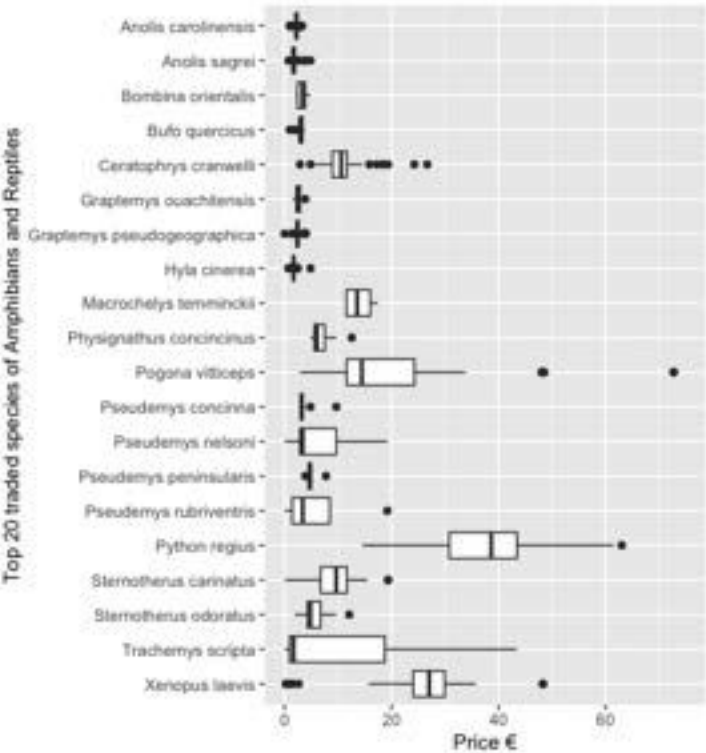 Top 20 traded species of Amphibians and Reptiles
Anolis carolinensis
Anolis sagrei
Bombina orientalis
Bufo quercicus
Ceratophrys cranwelli
Graptemys ouachitensis
Graptemys pseudogeographica
Hyla cinerea
Macrochelys temminckii
Physignathus concincinus
Pogona vitticeps
Pseudemys concinna
Pseudemys nelsoni
Pseudemys peninsularis
Pseudemys rubriventris
Python regius
Sternotherus carinatus
Sternotherus odoratus
Trachemys scripta
Xenopus laevis
0 20 40 60
Price €